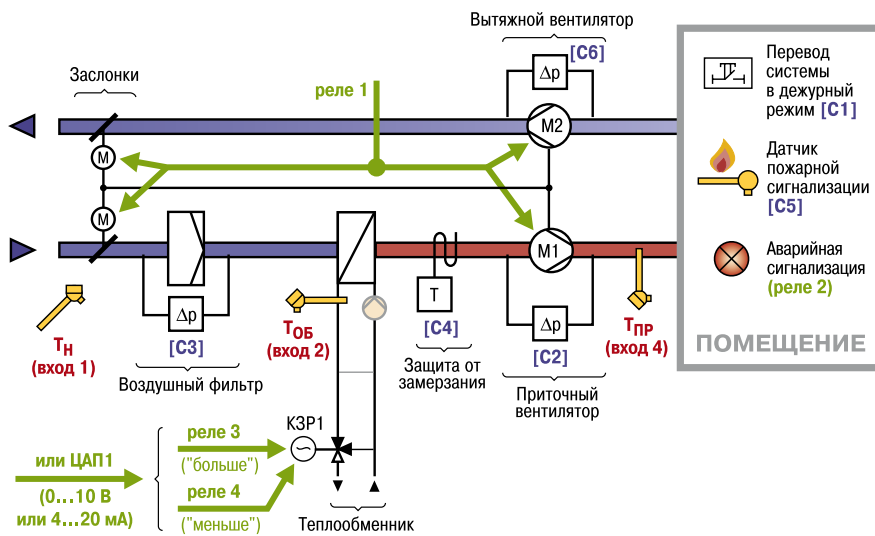 Вытяжной вентилятор
[C6]
Δp
Заслонки
реле 1
M2
M
M
M1
Δp
[C3]
Воздушный фильтр
TН
(вход 1)
TОБ
(вход 2)
T
[C4]
Защита от
замерзания
Δp
[C2]
Приточный
вентилятор
TПР
(вход 4)
Перевод
системы
в дежурный
режим [C1]
Датчик
пожарной
сигнализации
[C5]
Аварийная
сигнализация
(реле 2)
ПОМЕЩЕНИЕ
КЗР1
реле 3
("больше")
реле 4
("меньше")
или ЦАП1
(0...10 В
или 4...20 мА)
Теплообменник